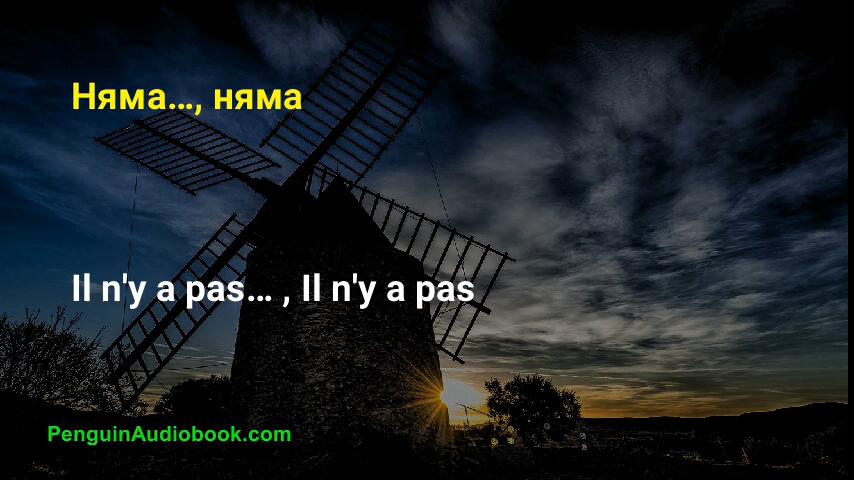 Няма…, няма
Il n'y a pas… , Il n'y a pas
PenguinAudiobook.com